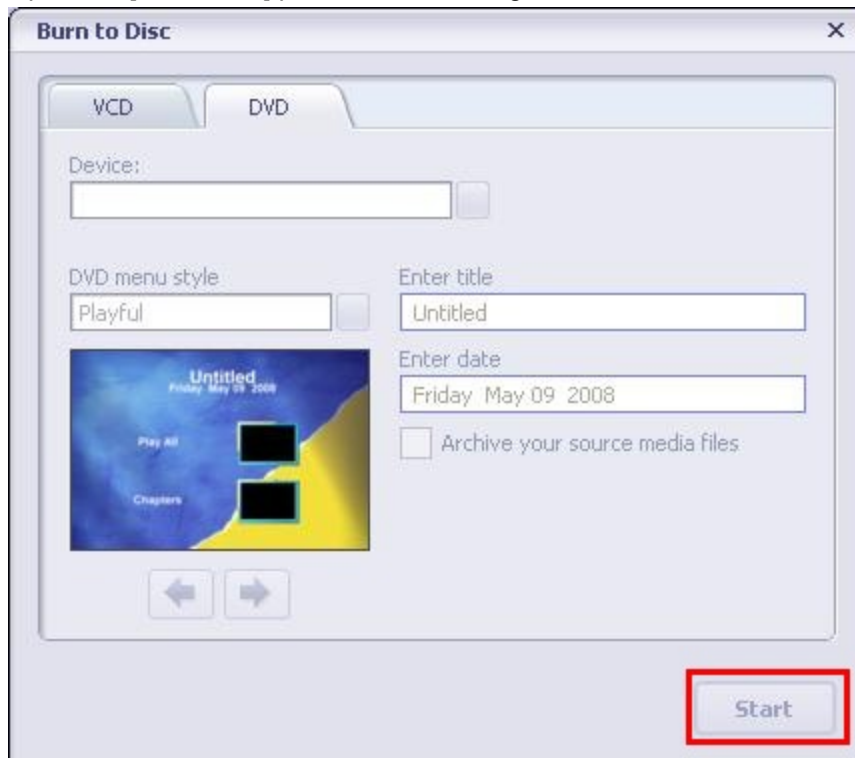 Burn to Disc
VCD DVD
Device:
DVD menu style Enter title
Playful Untitled
Enter date
Friday May 09 2008
Archive your source media files
Untitled
Friday May 09 2008
Play All
Chapters
Start